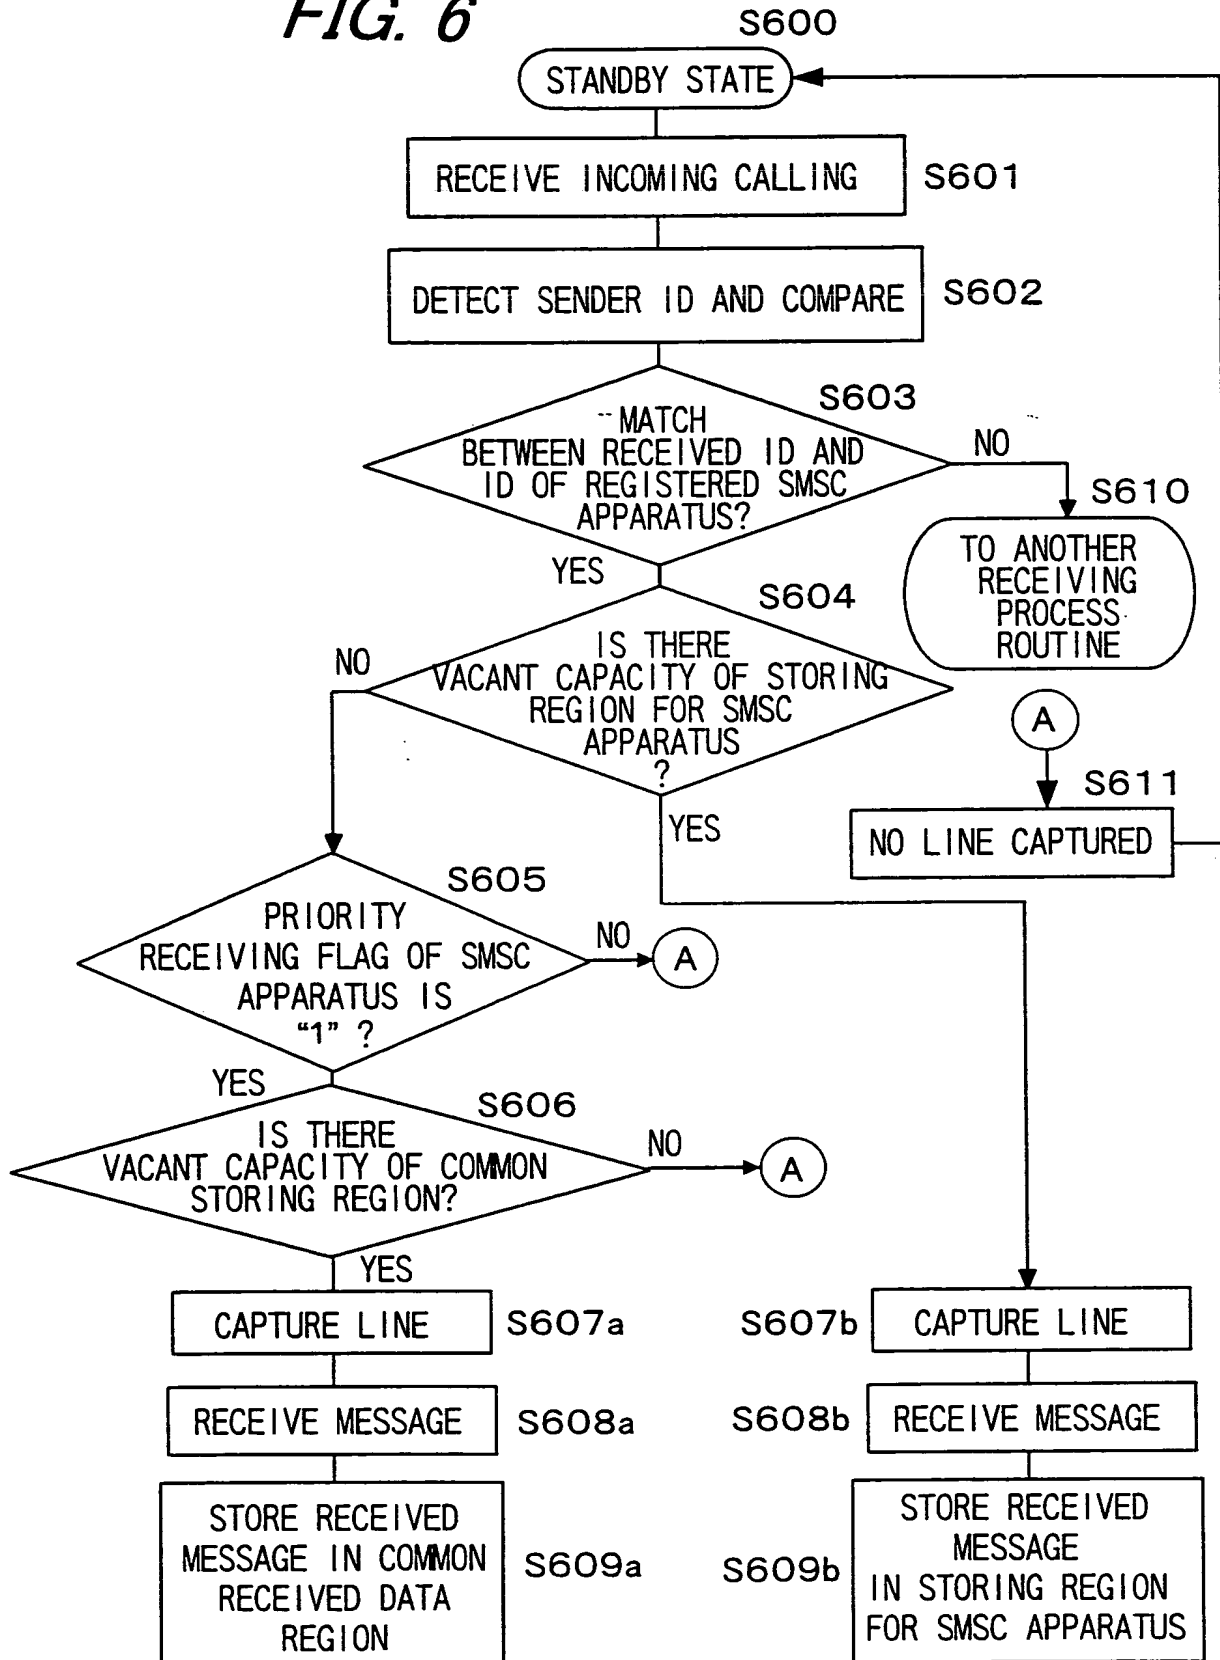 FIG. 6
S600
STANDBY STATE
RECEIVE INCOMING CALLING
S601
DETECT SENDER ID AND COMPARE
S602
S603
MATCH
BETWEEN RECEIVED ID AND
ID OF REGISTERED SMSC
APPARATUS?
NO
YES
S610
TO ANOTHER
RECEIVING
PROCESS
ROUTINE
S604
IS THERE
VACANT CAPACITY OF STORING
REGION FOR SMSC
APPARATUS
?
NO
YES
A
S611
NO LINE CAPTURED
S605
PRIORITY
RECEIVING FLAG OF SMSC
APPARATUS IS
“1” ?
NO
A
YES
S606
IS THERE
VACANT CAPACITY OF COMMON
STORING REGION?
NO
A
YES
CAPTURE LINE
S607a
S607b
CAPTURE LINE
RECEIVE MESSAGE
S608a
S608b
RECEIVE MESSAGE
STORE RECEIVED
MESSAGE IN COMMON
RECEIVED DATA
REGION
S609a
S609b
STORE RECEIVED
MESSAGE
IN STORING REGION
FOR SMSC APPARATUS